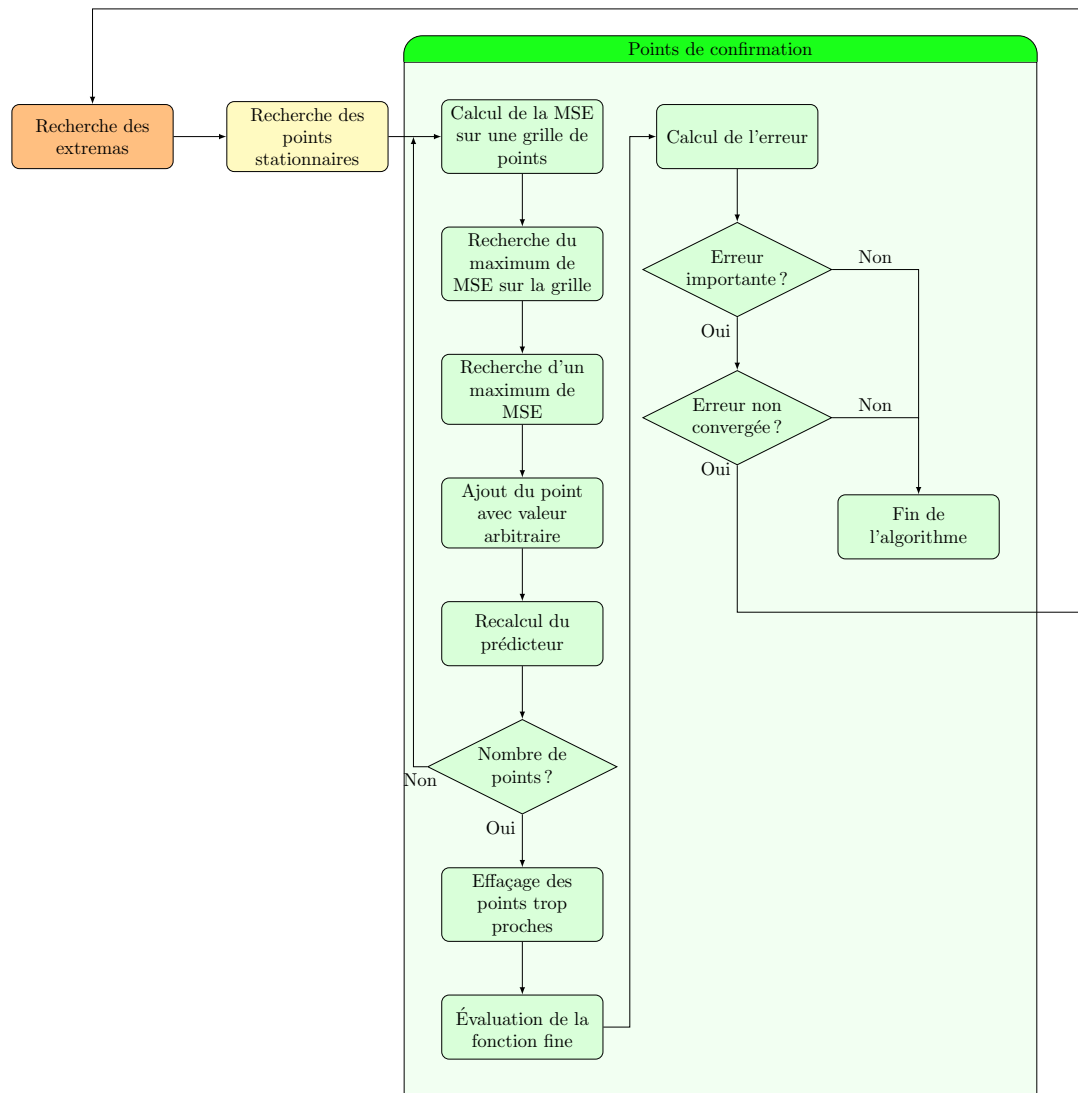 Points de confirmation
Recherche des
extremas
Recherche des
points
stationnaires
Calcul de la MSE
sur une grille de
points
Recherche du
maximum de
MSE sur la grille
Recherche d'un
maximum de
MSE
Ajout du point
avec valeur
arbitraire
Recalcul du
prédicteur
Nombre de
points ?
Non
Oui
Effaçage des
points trop
proches
Évaluation de la
fonction fine
Calcul de l'erreur
Erreur
importante ?
Non
Oui
Erreur non
convergée ?
Non
Oui
Fin de
l'algorithme